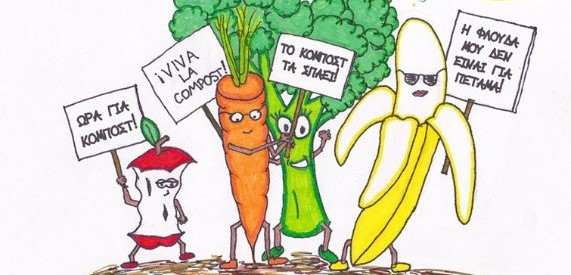 ΩΡΑ ΓΙΑ
ΚΟΜΠΟΣΤ!
¡VIVA
LA
COMPOST!
ΤΟ ΚΟΜΠΟΣΤ
ΤΑ ΣΠΑΕΙ!
Η ΦΛΟΥΔΑ
ΜΟΥ ΔΕΝ
ΕΙΝΑΙ ΓΙΑ
ΠΕΤΑΜΑ!